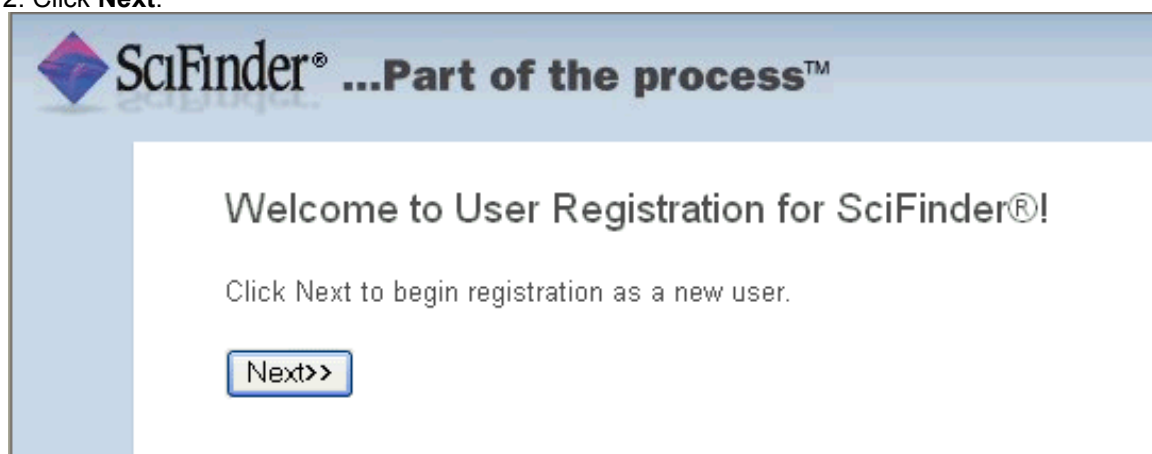 2. Click Next.
SciFinder® ...Part of the process™
Welcome to User Registration for SciFinder®!
Click Next to begin registration as a new user.
Next>>